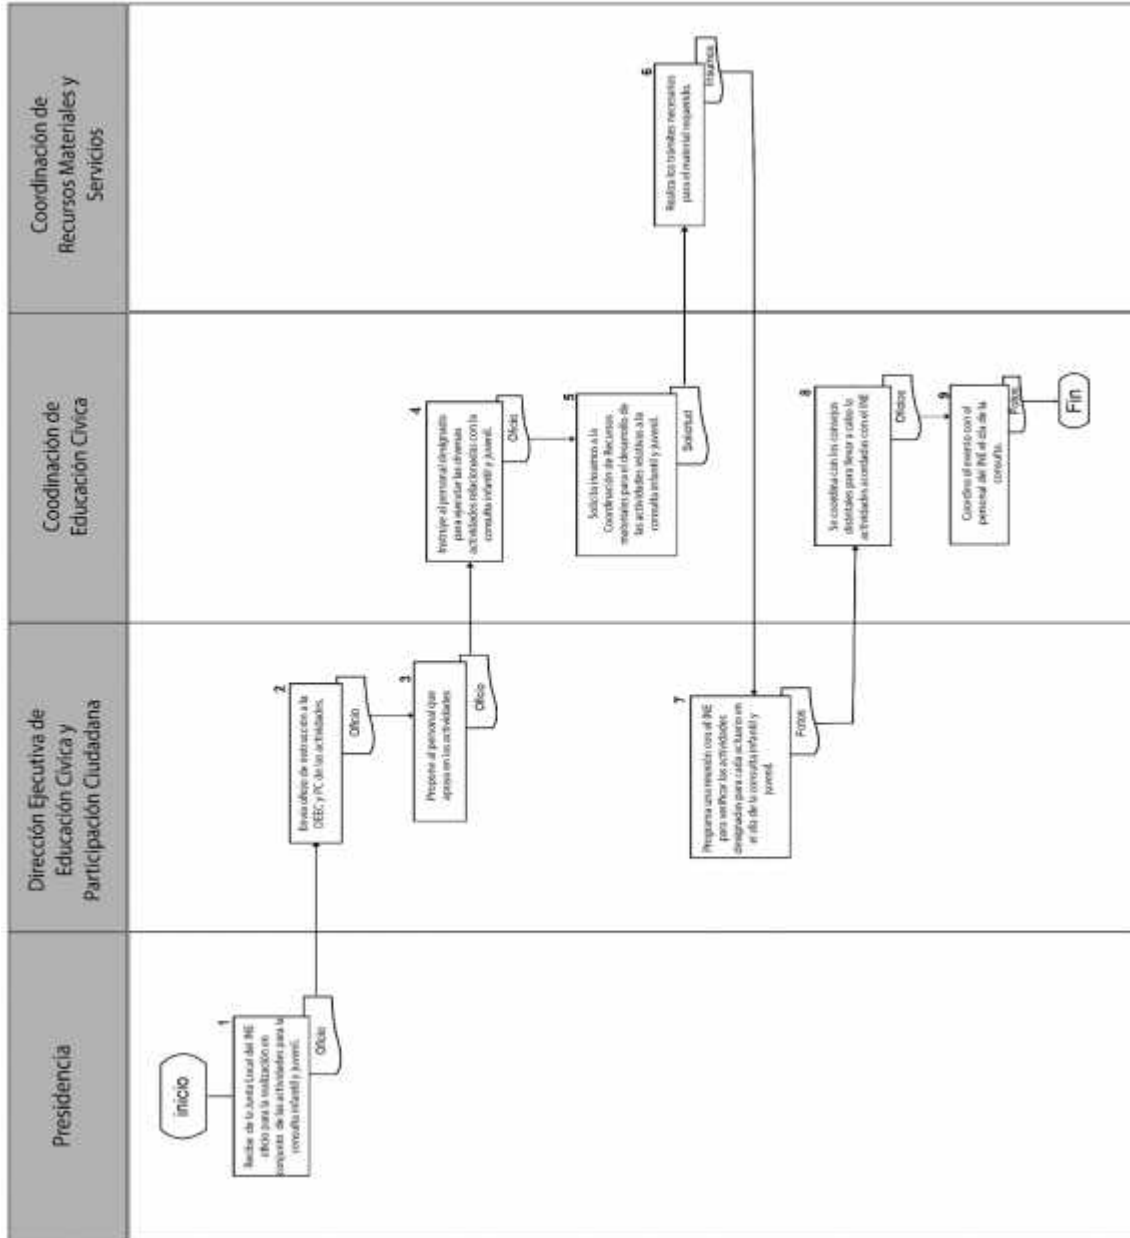 Presidencia
Dirección Ejecutiva de
Educación Cívica y
Participación Ciudadana
Coodinación de
Educación Cívica
Coordinación de
Recursos Materiales y
Servicios
inicio
1
Recibe de la Junta Local del INE
oficio para la realización en
conjunto de las actividades para la
consulta infantil y juvenil.
Oficio
2
Envía oficio de instrucción a la
DEEC y PC de las actividades.
Oficio
3
Propone al personal que
apoya en las actividades
Oficio
4
Instruye al personal designado
para ejecutar las diversas
actividades relacionadas con la
consulta infantil y juvenil.
Oficio
5
Solicita insumos a la
Coordinación de Recursos
materiales para el desarrollo de
las actividades relativas a la
consulta infantil y juvenil.
Solicitud
6
Realiza los trámites necesarios
para el material requerido.
Insumos
7
Programa una reunión con el INE
para verificar las actividades
designadas para cada actuario en
el día de la consulta infantil y
juvenil.
Fotos
8
Se coordina con los consejos
distritales para llevar a cabo la
actividades acordadas con el INE
Oficios
9
Coordina el evento con el
personal del INE el día de la
consulta.
Fotos
Fin